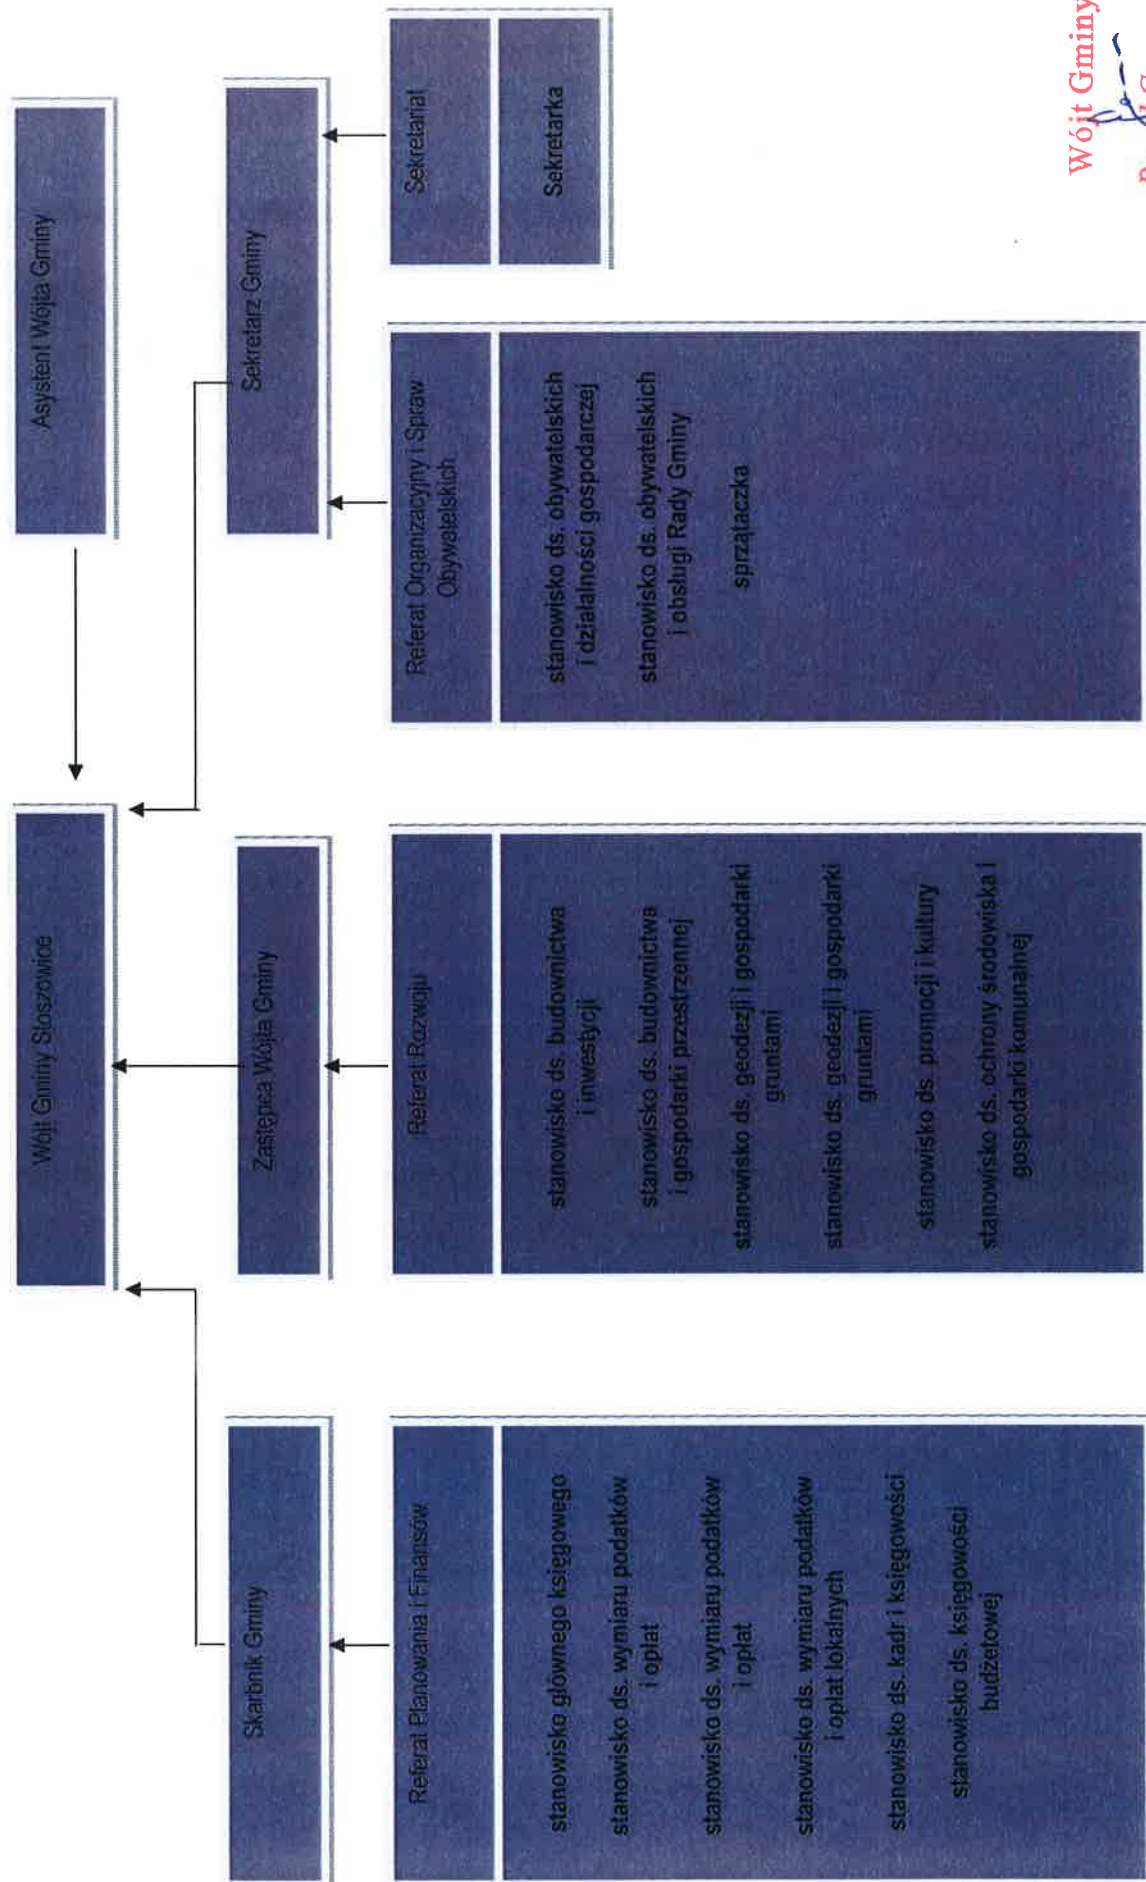 Wójt Gminy Stoszowice
Asystent Wójta Gminy
Skarbnik Gminy
Zastępca Wójta Gminy
Sekretarz Gminy
Referat Planowania i Finansów
stanowisko głównego księgowego
stanowisko ds. wymiaru podatków
i opłat
stanowisko ds. wymiaru podatków
i opłat
stanowisko ds. wymiaru podatków
i opłat lokalnych
stanowisko ds. kadr i księgowości
stanowisko ds. księgowości
budżetowej
Referat Rozwoju
stanowisko ds. budownictwa
i inwestycji
stanowisko ds. budownictwa
i gospodarki przestrzennej
stanowisko ds. geodezji i gospodarki
gruntami
stanowisko ds. geodezji i gospodarki
gruntami
stanowisko ds. promocji i kultury
stanowisko ds. ochrony środowiska i
gospodarki komunalnej
Referat Organizacyjny i Spraw
Obywatelskich
stanowisko ds. obywatelskich
i działalności gospodarczej
stanowisko ds. obywatelskich
i obsługi Rady Gminy
sprzątaczka
Sekretariat
Sekretarka
Wójt Gminy